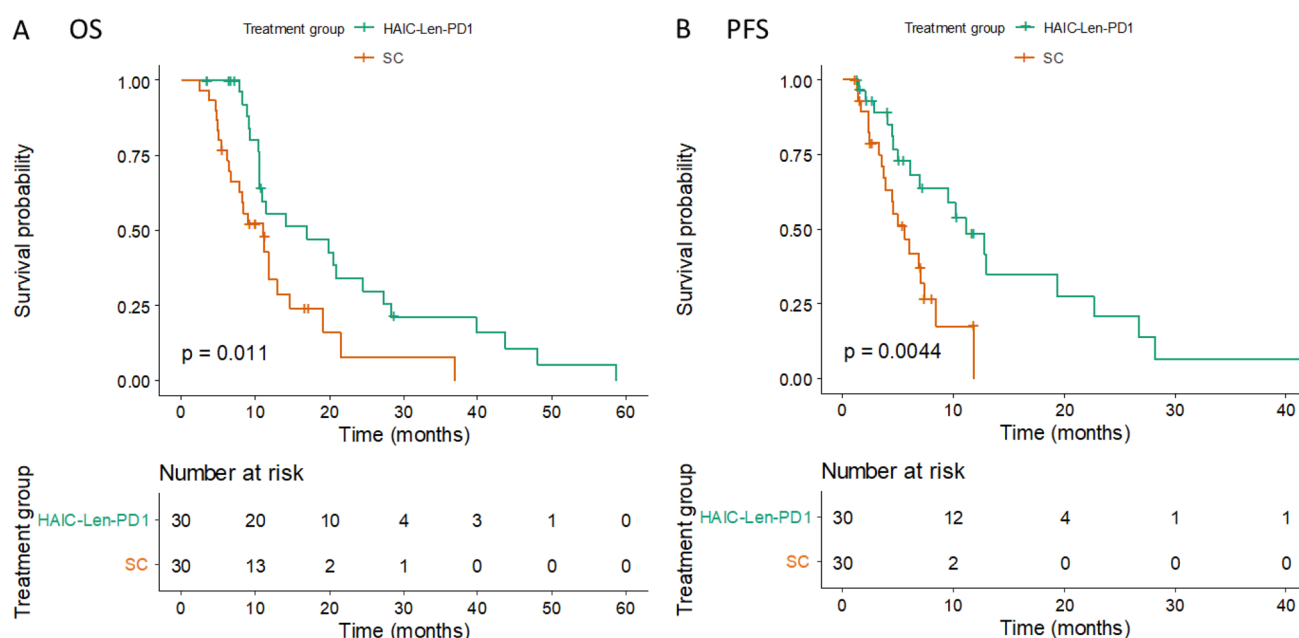 A OS
Treatment group HAIC-Len-PD1
SC
Survival probability
1.00
0.75
0.50
0.25
0.00
p = 0.011
0 10 20 30 40 50 60
Time (months)
Number at risk
Treatment group
HAIC-Len-PD1 30 20 10 4 3 1 0
SC 30 13 2 1 0 0 0
0 10 20 30 40 50 60
Time (months)
B PFS
Treatment group HAIC-Len-PD1
SC
Survival probability
1.00
0.75
0.50
0.25
0.00
p = 0.0044
0 10 20 30 40
Time (months)
Number at risk
Treatment group
HAIC-Len-PD1 30 12 4 1 1
SC 30 2 0 0 0
0 10 20 30 40
Time (months)